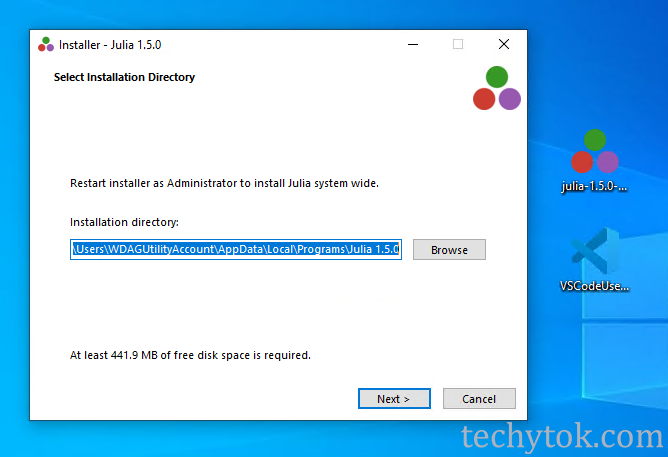 Installer - Julia 1.5.0
Select Installation Directory
Restart installer as Administrator to install Julia system wide.
Installation directory:
\Users\WDAGUtilityAccount\AppData\Local\Programs\Julia 1.5.0
Browse
At least 441.9 MB of free disk space is required.
Next >
Cancel
julia-1.5.0-...
VSCodeUse...
techytok.com